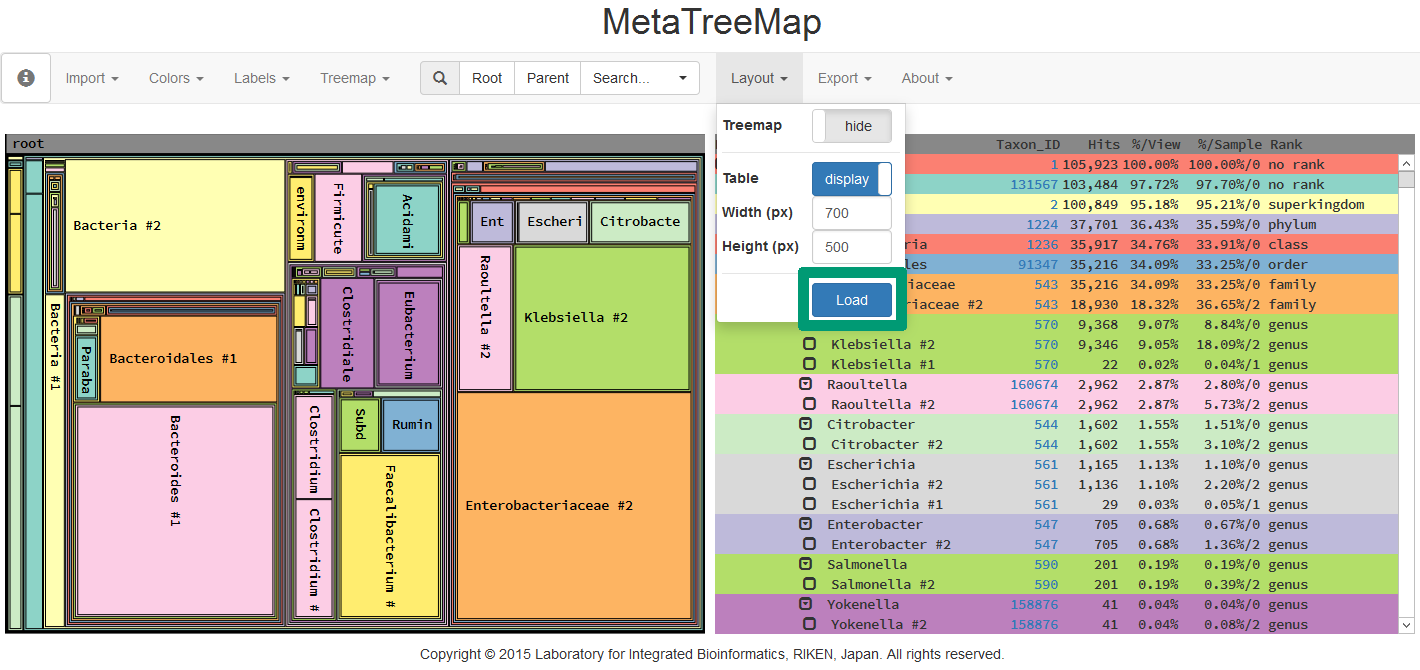 MetaTreeMap
Import Colors Labels Treemap Root Parent Search... Layout Export About
Treemap hide
Table display
Width (px) 700
Height (px) 500
Load
root
Bacteria #2
Bacteria #1
Paraba
Bacteroidales #1
Bacteroides #1
environm
Firmicute
Acidami
Clostridiale
Eubacterium
Clostridium
Clostridium #
Subd
Rumin
Faecalibacterium #
Ent
Escheri
Citrobacte
Raoultella #2
Klebsiella #2
Enterobacteriaceae #2
Taxon_ID Hits %/View %/Sample Rank
1 105,923 100.00% 100.00%/0 no rank
131567 103,484 97.72% 97.70%/0 no rank
2 100,849 95.18% 95.21%/0 superkingdom
1224 37,701 36.43% 35.59%/0 phylum
ria 1236 35,917 34.76% 33.91%/0 class
les 91347 35,216 34.09% 33.25%/0 order
iaceae 543 35,216 34.09% 33.25%/0 family
riaceae #2 543 18,930 18.32% 36.65%/2 family
570 9,368 9.07% 8.84%/0 genus
Klebsiella #2 570 9,346 9.05% 18.09%/2 genus
Klebsiella #1 570 22 0.02% 0.04%/1 genus
Raoultella 160674 2,962 2.87% 2.80%/0 genus
Raoultella #2 160674 2,962 2.87% 5.73%/2 genus
Citrobacter 544 1,602 1.55% 1.51%/0 genus
Citrobacter #2 544 1,602 1.55% 3.10%/2 genus
Escherichia 561 1,165 1.13% 1.10%/0 genus
Escherichia #2 561 1,136 1.10% 2.20%/2 genus
Escherichia #1 561 29 0.03% 0.05%/1 genus
Enterobacter 547 705 0.68% 0.67%/0 genus
Enterobacter #2 547 705 0.68% 1.36%/2 genus
Salmonella 590 201 0.19% 0.19%/0 genus
Salmonella #2 590 201 0.19% 0.39%/2 genus
Yokenella 158876 41 0.04% 0.04%/0 genus
Yokenella #2 158876 41 0.04% 0.08%/2 genus
Copyright © 2015 Laboratory for Integrated Bioinformatics, RIKEN, Japan. All rights reserved.